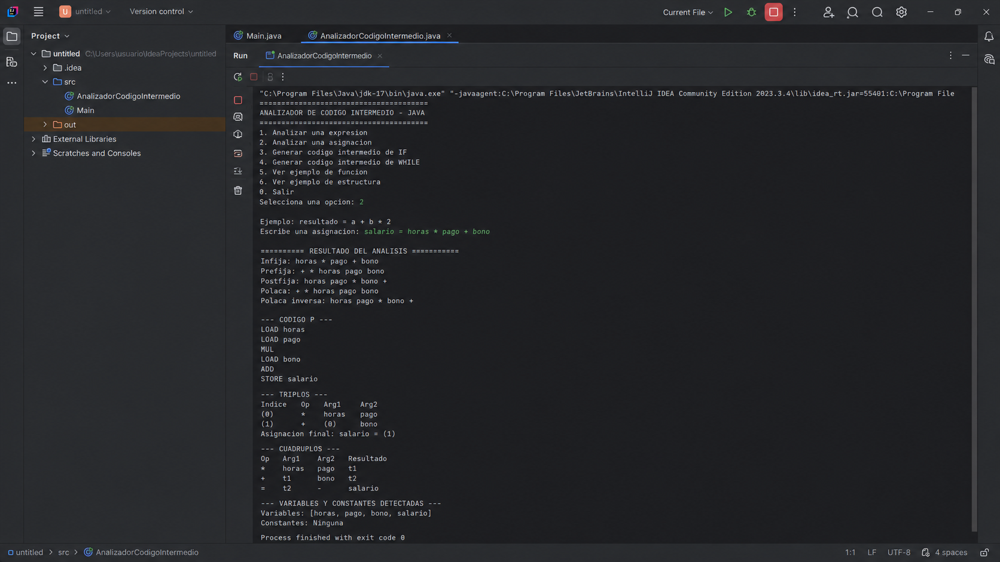 U untitled Version control Current File
Project Main.java AnalizadorCodigoIntermedio.java
untitled C:\Users\usuario\IdeaProjects\untitled
.idea
src
AnalizadorCodigoIntermedio
Main
out
External Libraries
Scratches and Consoles
Run AnalizadorCodigoIntermedio
"C:\Program Files\Java\jdk-17\bin\java.exe" "-javaagent:C:\Program Files\JetBrains\IntelliJ IDEA Community Edition 2023.3.4\lib\idea_rt.jar=55401:C:\Program File
=======================================
ANALIZADOR DE CODIGO INTERMEDIO - JAVA
=======================================
1. Analizar una expresion
2. Analizar una asignacion
3. Generar codigo intermedio de IF
4. Generar codigo intermedio de WHILE
5. Ver ejemplo de funcion
6. Ver ejemplo de estructura
0. Salir
Selecciona una opcion: 2
Ejemplo: resultado = a + b * 2
Escribe una asignacion: salario = horas * pago + bono
========== RESULTADO DEL ANALISIS ===========
Infija: horas * pago + bono
Prefija: + * horas pago bono
Postfija: horas pago * bono +
Polaca: + * horas pago bono
Polaca inversa: horas pago * bono +
--- CODIGO P ---
LOAD horas
LOAD pago
MUL
LOAD bono
ADD
STORE salario
--- TRIPLOS ---
Indice Op Arg1 Arg2
(0) * horas pago
(1) + (0) bono
Asignacion final: salario = (1)
--- CUADRUPLOS ---
Op Arg1 Arg2 Resultado
* horas pago t1
+ t1 bono t2
= t2 - salario
--- VARIABLES Y CONSTANTES DETECTADAS ---
Variables: [horas, pago, bono, salario]
Constantes: Ninguna
Process finished with exit code 0
untitled > src > AnalizadorCodigoIntermedio 1:1 LF UTF-8 4 spaces